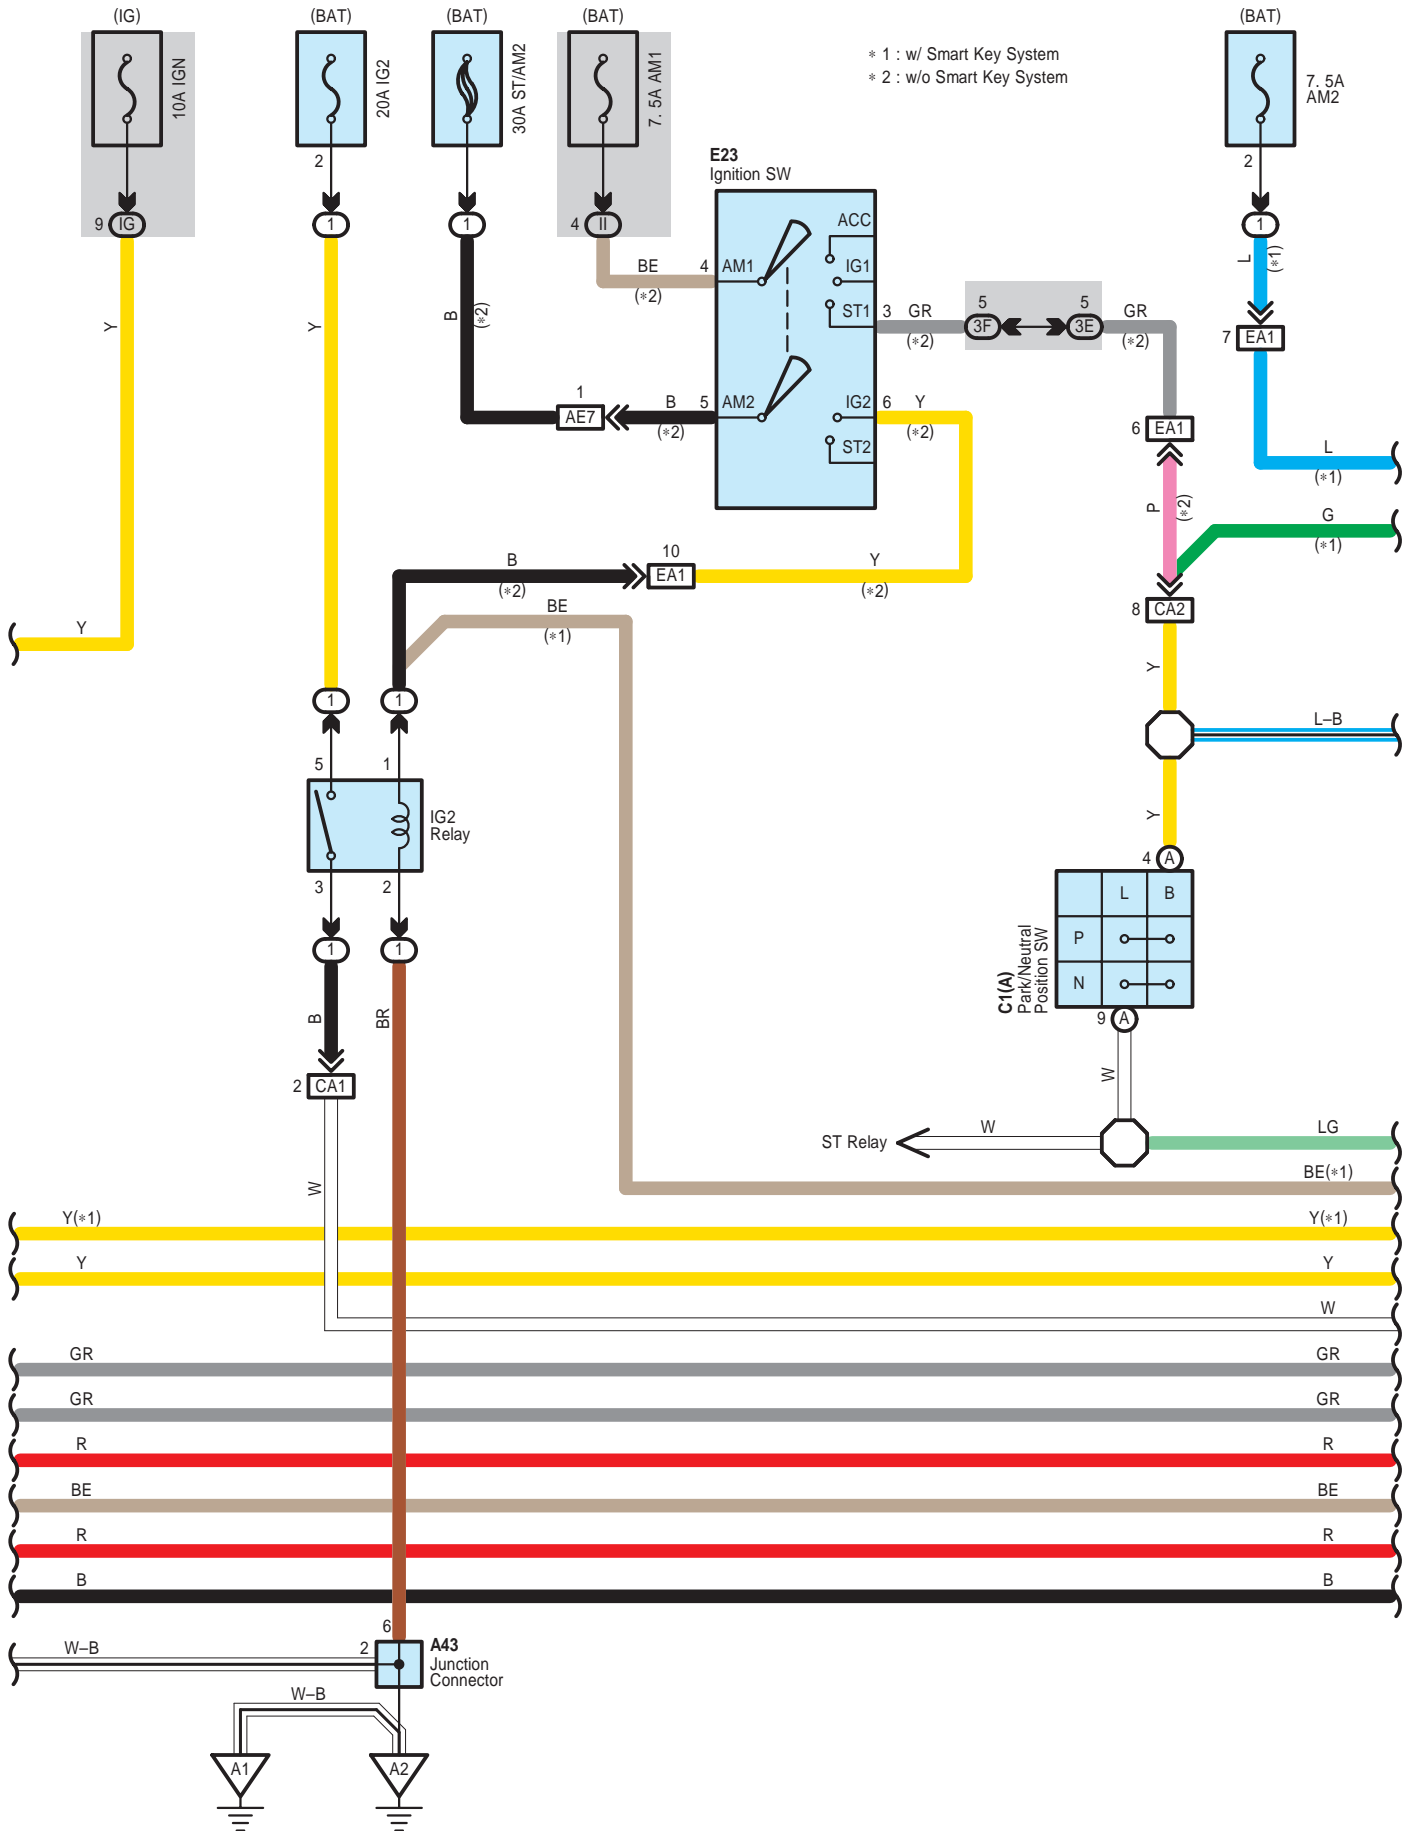 (IG)
(BAT)
(BAT)
(BAT)
(BAT)
10A IGN
20A IG2
30A ST/AM2
7. 5A AM1
∗ 1 : w/ Smart Key System
∗ 2 : w/o Smart Key System
7. 5A
AM2
2
2
E23
Ignition SW
9 IG
1
1
4 II
1
ACC
AM1
IG1
ST1
4
BE
(∗2)
3 GR
(∗2)
5
3F
5
3E
GR
(∗2)
L
(∗1)
7 EA1
Y
Y
B
(∗2)
1
AE7
B
(∗2)
5
AM2
IG2
ST2
6 Y
(∗2)
6 EA1
L
(∗1)
P
(∗2)
G
(∗1)
B
(∗2)
10
EA1
Y
(∗2)
BE
(∗1)
8 CA2
Y
Y
1
1
L–B
5
1
IG2
Relay
Y
3
2
4 A
L B
P
N
C1(A)
Park/Neutral
Position SW
1
1
B
BR
9 A
2 CA1
W
ST Relay
W
LG
BE(∗1)
W
Y(∗1)
Y(∗1)
Y
Y
W
GR
GR
GR
GR
R
R
BE
BE
R
R
B
B
6
W–B
2
A43
Junction
Connector
W–B
A1
A2